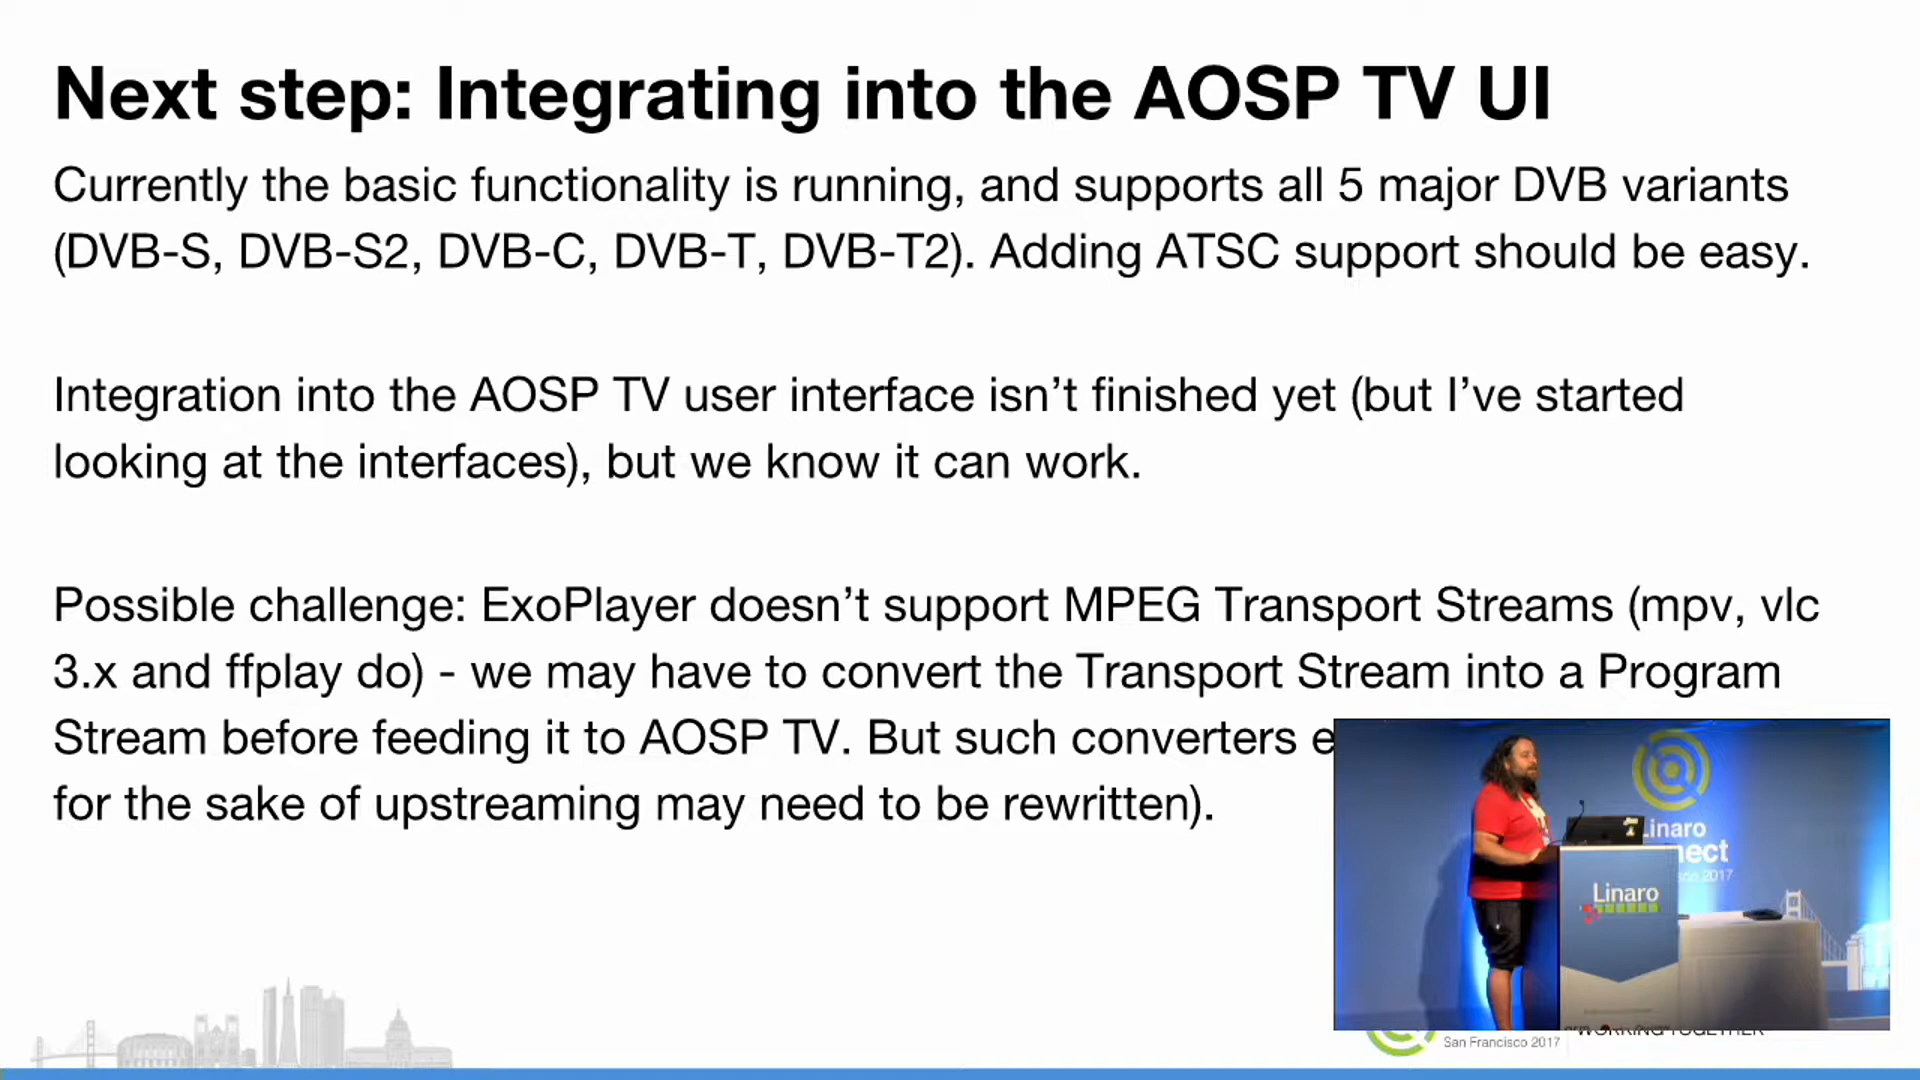 Next step: Integrating into the AOSP TV UI
Currently the basic functionality is running, and supports all 5 major DVB variants
(DVB-S, DVB-S2, DVB-C, DVB-T, DVB-T2). Adding ATSC support should be easy.
Integration into the AOSP TV user interface isn’t finished yet (but I’ve started
looking at the interfaces), but we know it can work.
Possible challenge: ExoPlayer doesn’t support MPEG Transport Streams (mpv, vlc
3.x and ffplay do) - we may have to convert the Transport Stream into a Program
Stream before feeding it to AOSP TV. But such converters
for the sake of upstreaming may need to be rewritten).
Linaro
2017
Linaro
San Francisco 2017